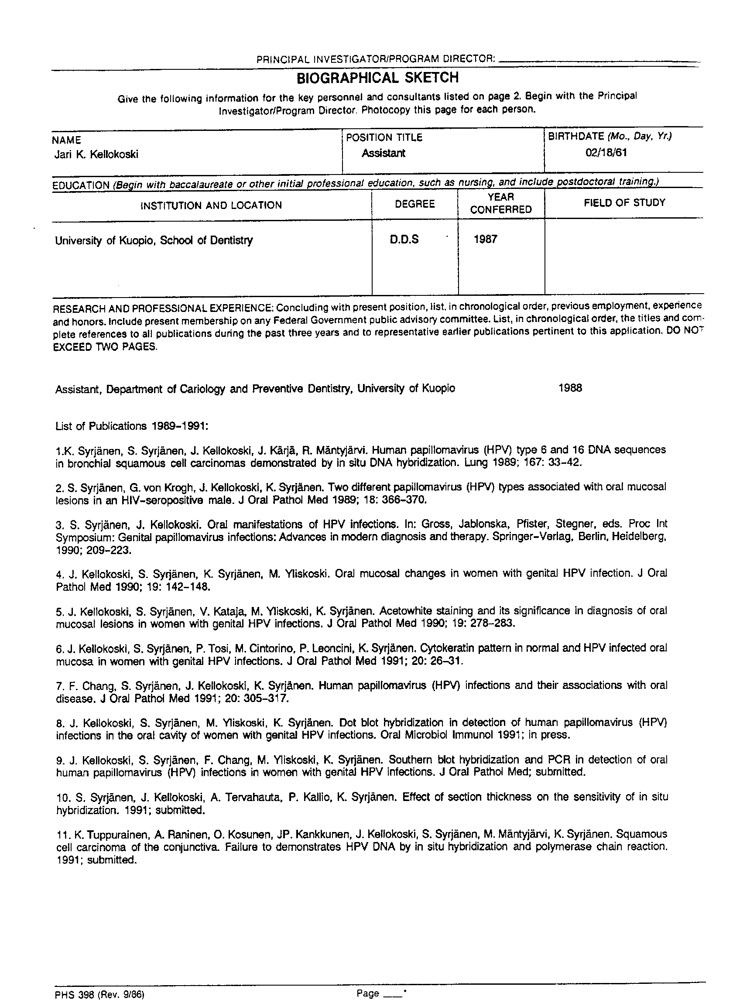 PRINCIPAL INVESTIGATOR/PROGRAM DIRECTOR:
BIOGRAPHICAL SKETCH
Give the following information for the key personnel and consultants listed on page 2. Begin with the Principal
Investigator/Program Director. Photocopy this page for each person.
NAME POSITION TITLE BIRTHDATE (Mo., Day, Yr.)
Jari K. Kellokoski Assistant 02/18/61
EDUCATION (Begin with baccalaureate or other initial professional education, such as nursing, and include postdoctoral training.)
INSTITUTION AND LOCATION DEGREE YEAR CONFERRED FIELD OF STUDY
University of Kuopio, School of Dentistry D.D.S 1987
RESEARCH AND PROFESSIONAL EXPERIENCE: Concluding with present position, list, in chronological order, previous employment, experience
and honors. Include present membership on any Federal Government public advisory committee. List, in chronological order, the titles and com-
plete references to all publications during the past three years and to representative earlier publications pertinent to this application. DO NOT
EXCEED TWO PAGES.
Assistant, Department of Cariology and Preventive Dentistry, University of Kuopio 1988
List of Publications 1989-1991:
1.K. Syrjänen, S. Syrjänen, J. Kellokoski, J. Kärjä, R. Mäntyjärvi. Human papillomavirus (HPV) type 6 and 16 DNA sequences
in bronchial squamous cell carcinomas demonstrated by in situ DNA hybridization. Lung 1989; 167: 33-42.
2. S. Syrjänen, G. von Krogh, J. Kellokoski, K. Syrjänen. Two different papillomavirus (HPV) types associated with oral mucosal
lesions in an HIV-seropositive male. J Oral Pathol Med 1989; 18: 366-370.
3. S. Syrjänen, J. Kellokoski. Oral manifestations of HPV infections. In: Gross, Jablonska, Pfister, Stegner, eds. Proc Int
Symposium: Genital papillomavirus infections: Advances in modern diagnosis and therapy. Springer-Verlag, Berlin, Heidelberg,
1990; 209-223.
4. J. Kellokoski, S. Syrjänen, K. Syrjänen, M. Yliskoski. Oral mucosal changes in women with genital HPV infection. J Oral
Pathol Med 1990; 19: 142-148.
5. J. Kellokoski, S. Syrjänen, V. Kataja, M. Yliskoski, K. Syrjänen. Acetowhite staining and its significance in diagnosis of oral
mucosal lesions in women with genital HPV infections. J Oral Pathol Med 1990; 19: 278-283.
6. J. Kellokoski, S. Syrjänen, P. Tosi, M. Cintorino, P. Leoncini, K. Syrjänen. Cytokeratin pattern in normal and HPV infected oral
mucosa in women with genital HPV infections. J Oral Pathol Med 1991; 20: 26-31.
7. F. Chang, S. Syrjänen, J. Kellokoski, K. Syrjänen. Human papillomavirus (HPV) infections and their associations with oral
disease. J Oral Pathol Med 1991; 20: 305-317.
8. J. Kellokoski, S. Syrjänen, M. Yliskoski, K. Syrjänen. Dot blot hybridization in detection of human papillomavirus (HPV)
infections in the oral cavity of women with genital HPV infections. Oral Microbiol Immunol 1991; in press.
9. J. Kellokoski, S. Syrjänen, F. Chang, M. Yliskoski, K. Syrjänen. Southern blot hybridization and PCR in detection of oral
human papillomavirus (HPV) infections in women with genital HPV infections. J Oral Pathol Med; submitted.
10. S. Syrjänen, J. Kellokoski, A. Tervahauta, P. Kallio, K. Syrjänen. Effect of section thickness on the sensitivity of in situ
hybridization. 1991; submitted.
11. K. Tuppurainen, A. Raninen, O. Kosunen, JP. Kankkunen, J. Kellokoski, S. Syrjänen, M. Mäntyjärvi, K. Syrjänen. Squamous
cell carcinoma of the conjunctiva. Failure to demonstrates HPV DNA by in situ hybridization and polymerase chain reaction.
1991; submitted.
PHS 398 (Rev. 9/86) Page